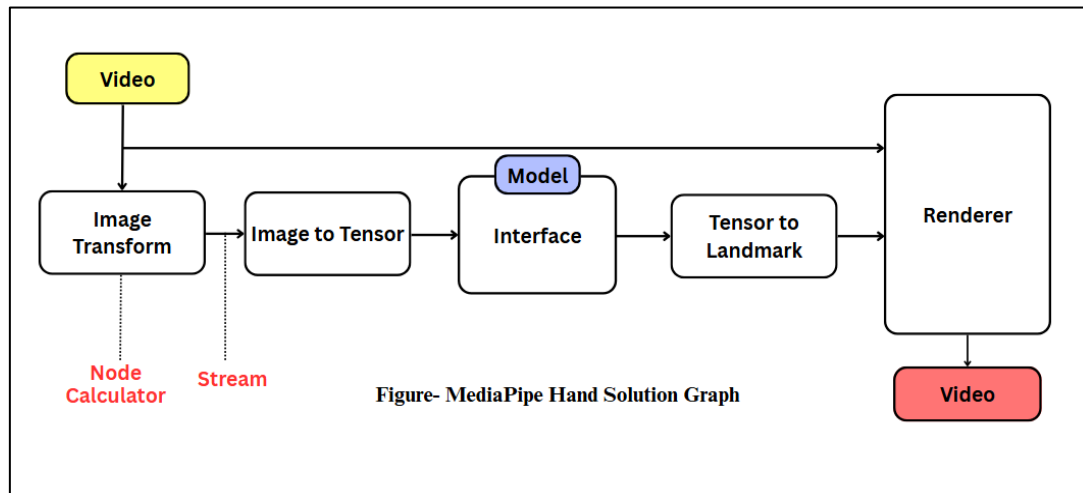 Video
Image
Transform
Image to Tensor
Model
Interface
Tensor to
Landmark
Renderer
Node
Calculator
Stream
Figure- MediaPipe Hand Solution Graph
Video